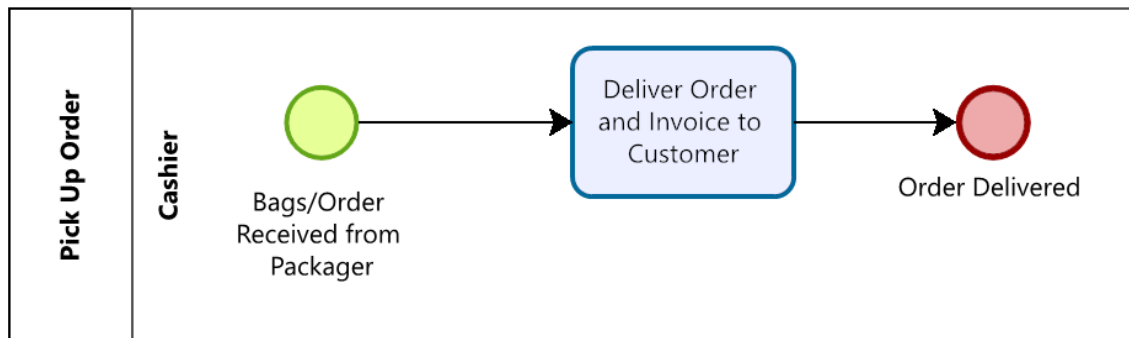 Pick Up Order
Cashier
Bags/Order
Received from
Packager
Deliver Order
and Invoice to
Customer
Order Delivered